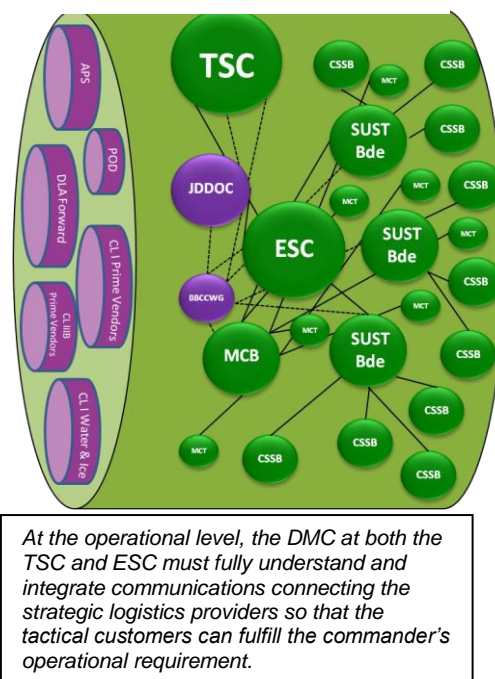 APS
POD
DLA Forward
CL I Prime Vendors
CL IIIB
Prime Vendors
CL I Water & Ice
TSC
JDDOC
BBCCWG
ESC
MCB
MCT
CSSB
MCT
CSSB
SUST
Bde
CSSB
MCT
MCT
CSSB
SUST
Bde
MCT
CSSB
MCT
MCT
SUST
Bde
CSSB
CSSB
CSSB
CSSB
CSSB
At the operational level, the DMC at both the
TSC and ESC must fully understand and
integrate communications connecting the
strategic logistics providers so that the
tactical customers can fulfill the commander's
operational requirement.